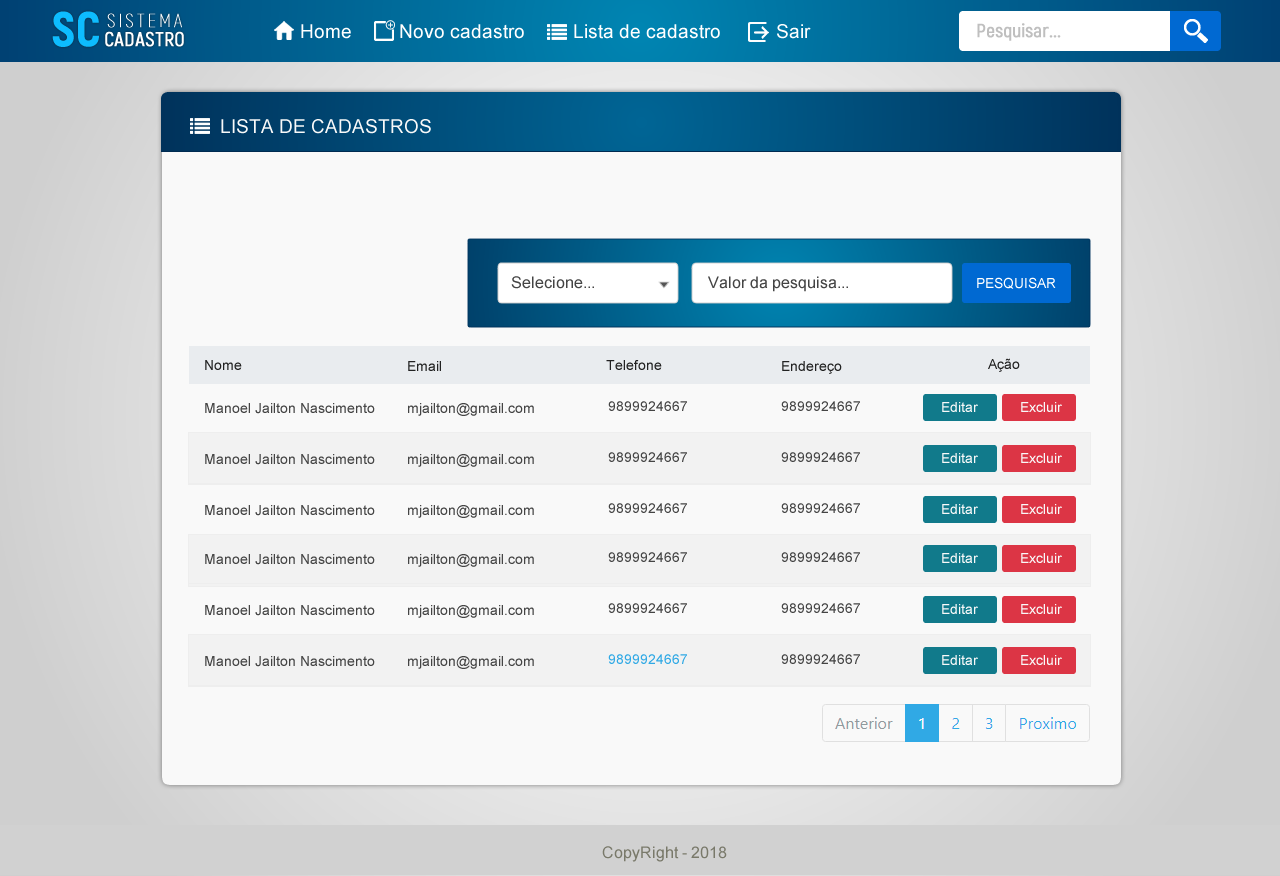 SC SISTEMA CADASTRO Home Novo cadastro Lista de cadastro Sair Pesquisar...
LISTA DE CADASTROS
Selecione... Valor da pesquisa... PESQUISAR
Nome Email Telefone Endereço Ação
Manoel Jailton Nascimento mjailton@gmail.com 9899924667 9899924667 Editar Excluir
Manoel Jailton Nascimento mjailton@gmail.com 9899924667 9899924667 Editar Excluir
Manoel Jailton Nascimento mjailton@gmail.com 9899924667 9899924667 Editar Excluir
Manoel Jailton Nascimento mjailton@gmail.com 9899924667 9899924667 Editar Excluir
Manoel Jailton Nascimento mjailton@gmail.com 9899924667 9899924667 Editar Excluir
Manoel Jailton Nascimento mjailton@gmail.com 9899924667 9899924667 Editar Excluir
Anterior 1 2 3 Proximo
CopyRight - 2018